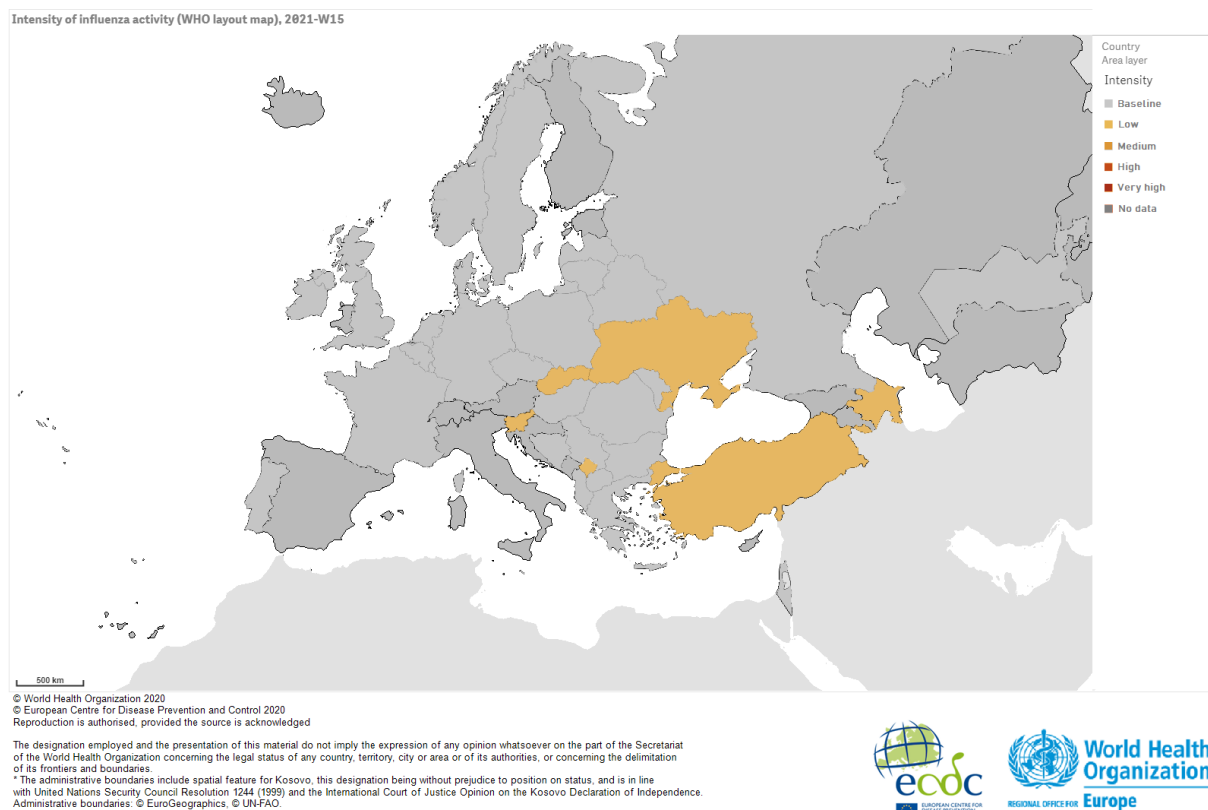 Intensity of influenza activity (WHO layout map), 2021-W15
Country
Area layer
Intensity
Baseline
Low
Medium
High
Very high
No data
500 km
© World Health Organization 2020
© European Centre for Disease Prevention and Control 2020
Reproduction is authorised, provided the source is acknowledged
The designation employed and the presentation of this material do not imply the expression of any opinion whatsoever on the part of the Secretariat
of the World Health Organization concerning the legal status of any country, territory, city or area or of its authorities, or concerning the delimitation
of its frontiers and boundaries.
* The administrative boundaries include spatial feature for Kosovo, this designation being without prejudice to position on status, and is in line
with United Nations Security Council Resolution 1244 (1999) and the International Court of Justice Opinion on the Kosovo Declaration of Independence.
Administrative boundaries: © EuroGeographics, © UN-FAO.
ecdc
EUROPEAN CENTRE FOR
World Health
Organization
REGIONAL OFFICE FOR Europe